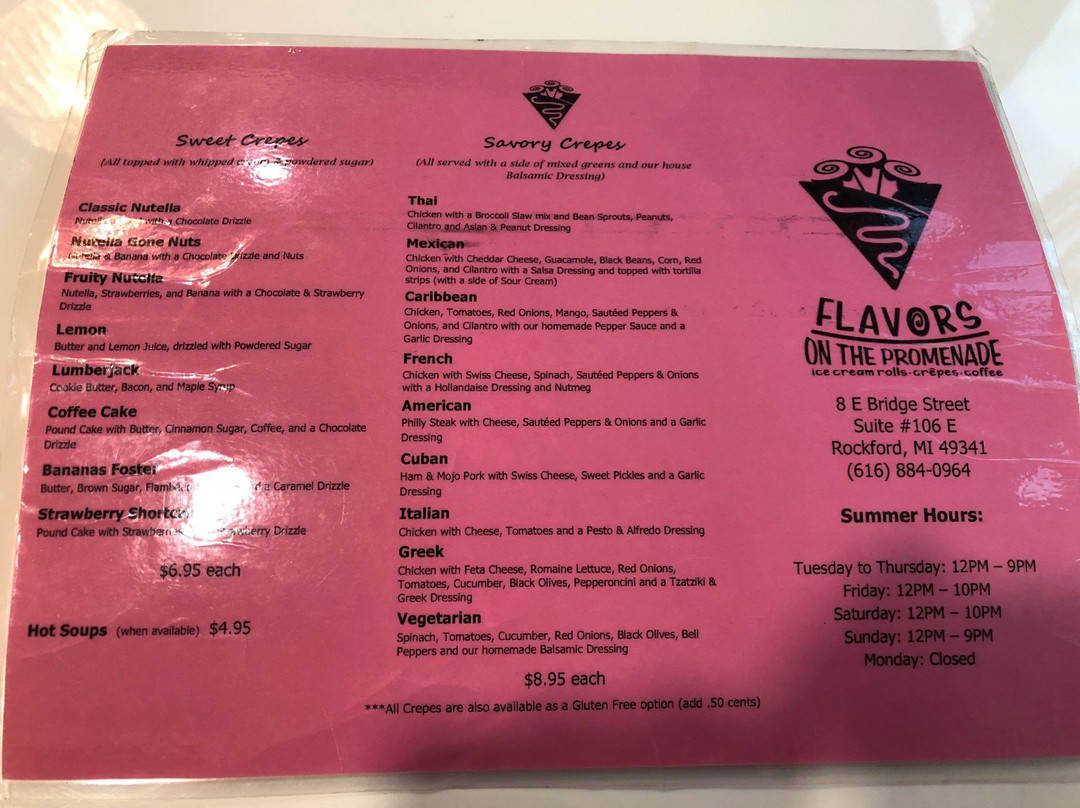 Sweet Crepes
(All topped with whipped cream & powdered sugar)
Classic Nutella
with a Chocolate Drizzle
Nutella Gone Nuts
Nutella & Banana with a Chocolate Drizzle and Nuts
Fruity Nutella
Nutella, Strawberries, and Banana with a Chocolate & Strawberry
Drizzle
Lemon
Butter and Lemon Juice, drizzled with Powdered Sugar
Lumberjack
Cookie Butter, Bacon, and Maple Syrup
Coffee Cake
Pound Cake with Butter, Cinnamon Sugar, Coffee, and a Chocolate
Drizzle
Bananas Foster
Butter, Brown Sugar, a Caramel Drizzle
Strawberry Shortcake
Pound Cake with Strawberry Drizzle
$6.95 each
Hot Soups (when available) $4.95
Savory Crepes
(All served with a side of mixed greens and our house
Balsamic Dressing)
Thai
Chicken with a Broccoli Slaw mix and Bean Sprouts, Peanuts,
Cilantro and Asian & Peanut Dressing
Mexican
Chicken with Cheddar Cheese, Guacamole, Black Beans, Corn, Red
Onions, and Cilantro with a Salsa Dressing and topped with tortilla
strips (with a side of Sour Cream)
Caribbean
Chicken, Tomatoes, Red Onions, Mango, Sautéed Peppers &
Onions, and Cilantro with our homemade Pepper Sauce and a
Garlic Dressing
French
Chicken with Swiss Cheese, Spinach, Sautéed Peppers & Onions
with a Hollandaise Dressing and Nutmeg
American
Philly Steak with Cheese, Sautéed Peppers & Onions and a Garlic
Dressing
Cuban
Ham & Mojo Pork with Swiss Cheese, Sweet Pickles and a Garlic
Dressing
Italian
Chicken with Cheese, Tomatoes and a Pesto & Alfredo Dressing
Greek
Chicken with Feta Cheese, Romaine Lettuce, Red Onions,
Tomatoes, Cucumber, Black Olives, Pepperoncini and a Tzatziki &
Greek Dressing
Vegetarian
Spinach, Tomatoes, Cucumber, Red Onions, Black Olives, Bell
Peppers and our homemade Balsamic Dressing
$8.95 each
***All Crepes are also available as a Gluten Free option (add .50 cents)
FLAVORS
ON THE PROMENADE
ice cream rolls·crêpes·coffee
8 E Bridge Street
Suite #106 E
Rockford, MI 49341
(616) 884-0964
Summer Hours:
Tuesday to Thursday: 12PM – 9PM
Friday: 12PM – 10PM
Saturday: 12PM – 10PM
Sunday: 12PM – 9PM
Monday: Closed